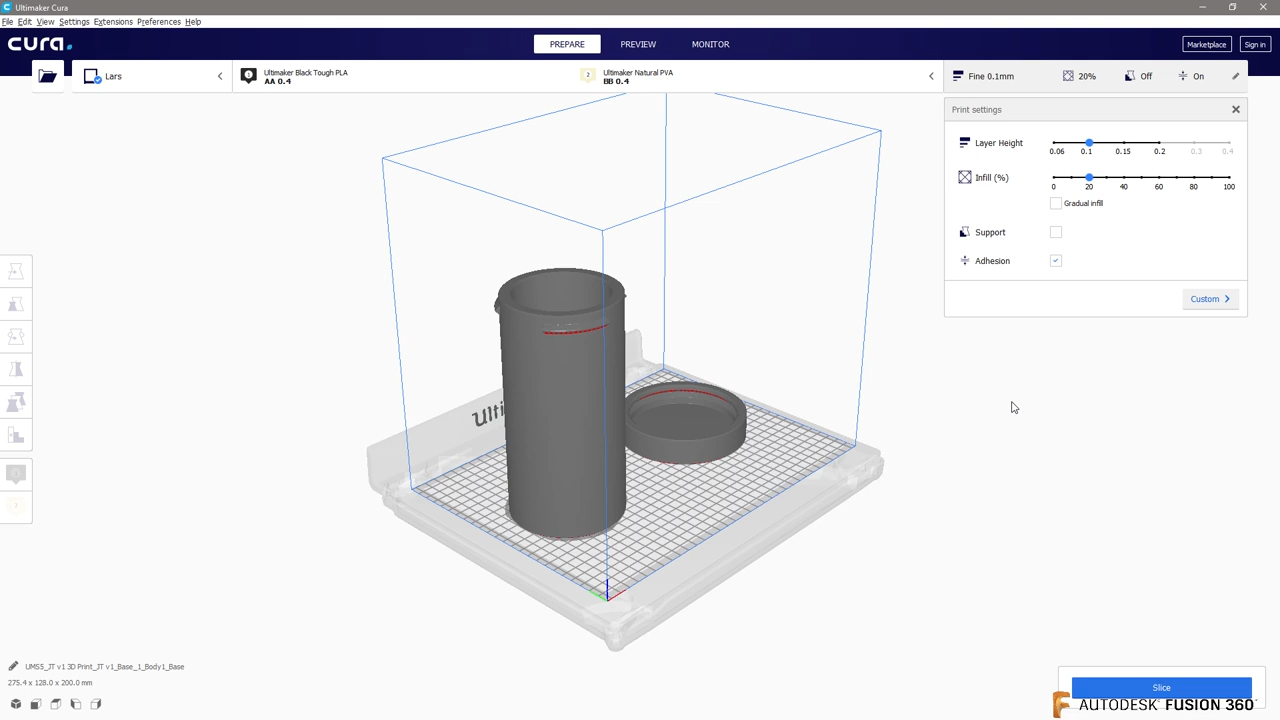 Ultimaker Cura
File Edit View Settings Extensions Preferences Help
cura.
PREPARE
PREVIEW
MONITOR
Marketplace
Sign in
Lars
1
Ultimaker Black Tough PLA
AA 0.4
2
Ultimaker Natural PVA
BB 0.4
Fine 0.1mm
20%
Off
On
Print settings
Layer Height
0.06 0.1 0.15 0.2 0.3 0.4
Infill (%)
0 20 40 60 80 100
Gradual infill
Support
Adhesion
Custom
Ulti
UMS5_JT v1 3D Print_JT v1_Base_1_Body1_Base
275.4 x 128.0 x 200.0 mm
Slice
AUTODESK FUSION 360